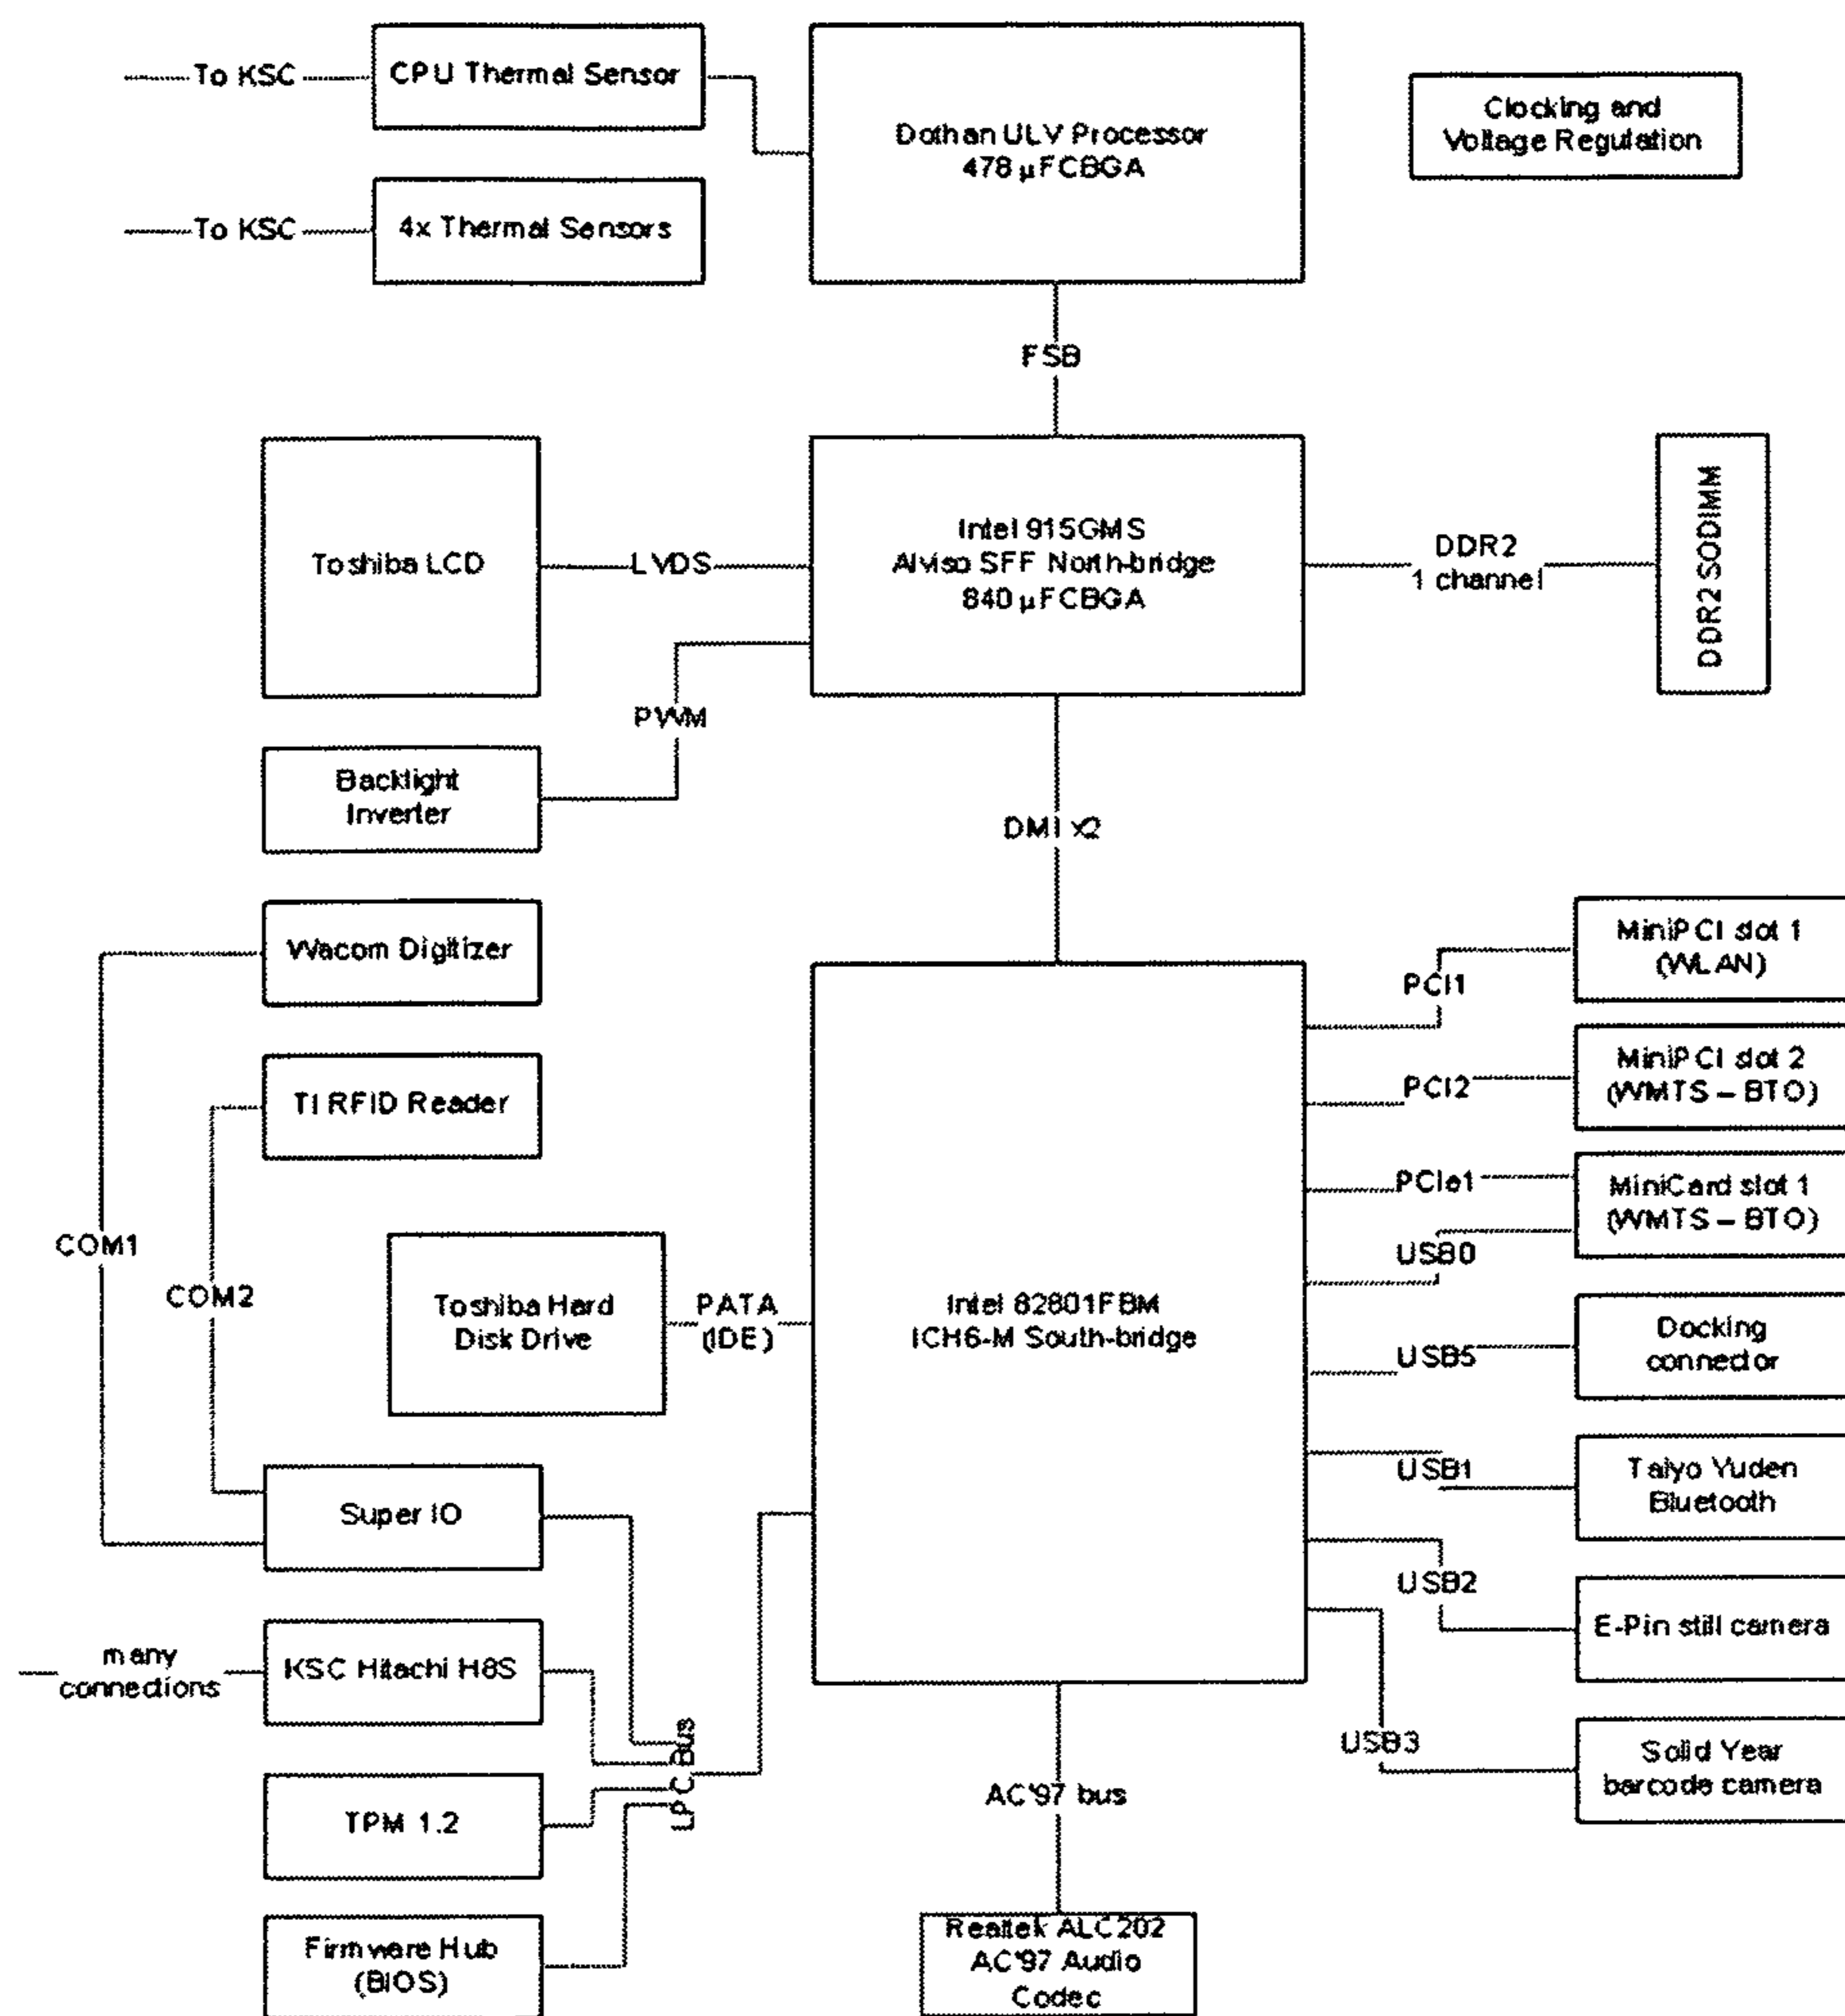 To KSC
CPU Thermal Sensor
Dothan ULV Processor
478 µFCBGA
Clocking and
Voltage Regulation
To KSC
4x Thermal Sensors
FSB
Toshiba LCD
LVDS
Intel 915GMS
Alviso SFF North-bridge
840 µFCBGA
DDR2
1 channel
DDR2 SODIMM
PWM
Backlight
Inverter
DMI x2
Wacom Digitizer
MiniPCI slot 1
(WLAN)
PCI1
TI RFID Reader
MiniPCI slot 2
(WMTS – BTO)
PCI2
PCIe1
MiniCard slot 1
(WMTS – BTO)
USB0
COM1
COM2
Toshiba Hard
Disk Drive
PATA
(IDE)
Intel 82801FBM
ICH6-M South-bridge
USB5
Docking
connector
USB1
Taiyo Yuden
Bluetooth
Super IO
USB2
E-Pin still camera
many
connections
KSC Hitachi H8S
LPC Bus
USB3
Solid Year
barcode camera
TPM 1.2
AC'97 bus
Firmware Hub
(BIOS)
Realtek ALC202
AC'97 Audio
Codec